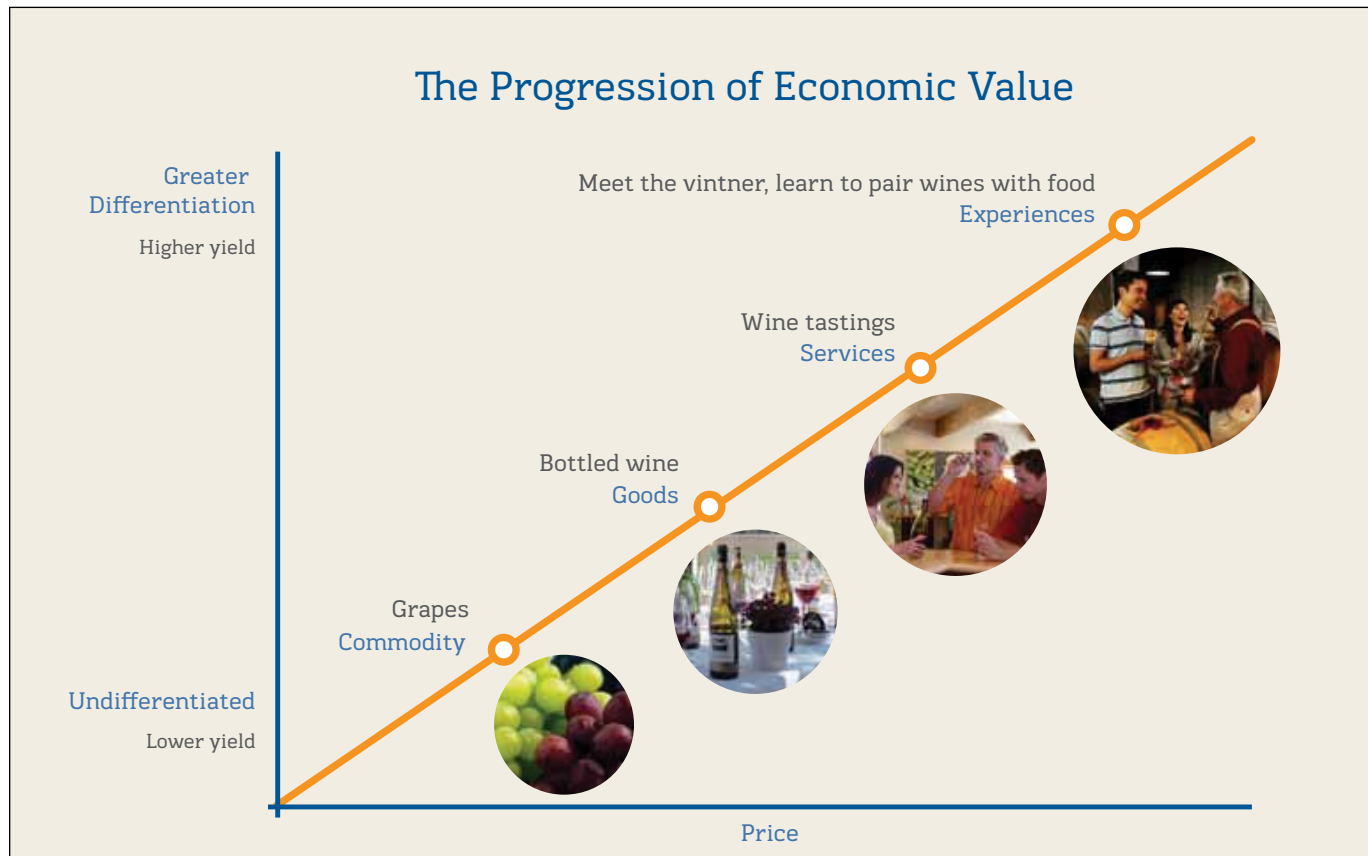 The Progression of Economic Value
Greater
Differentiation
Higher yield
Meet the vintner, learn to pair wines with food
Experiences
Wine tastings
Services
Bottled wine
Goods
Grapes
Commodity
Undifferentiated
Lower yield
Price